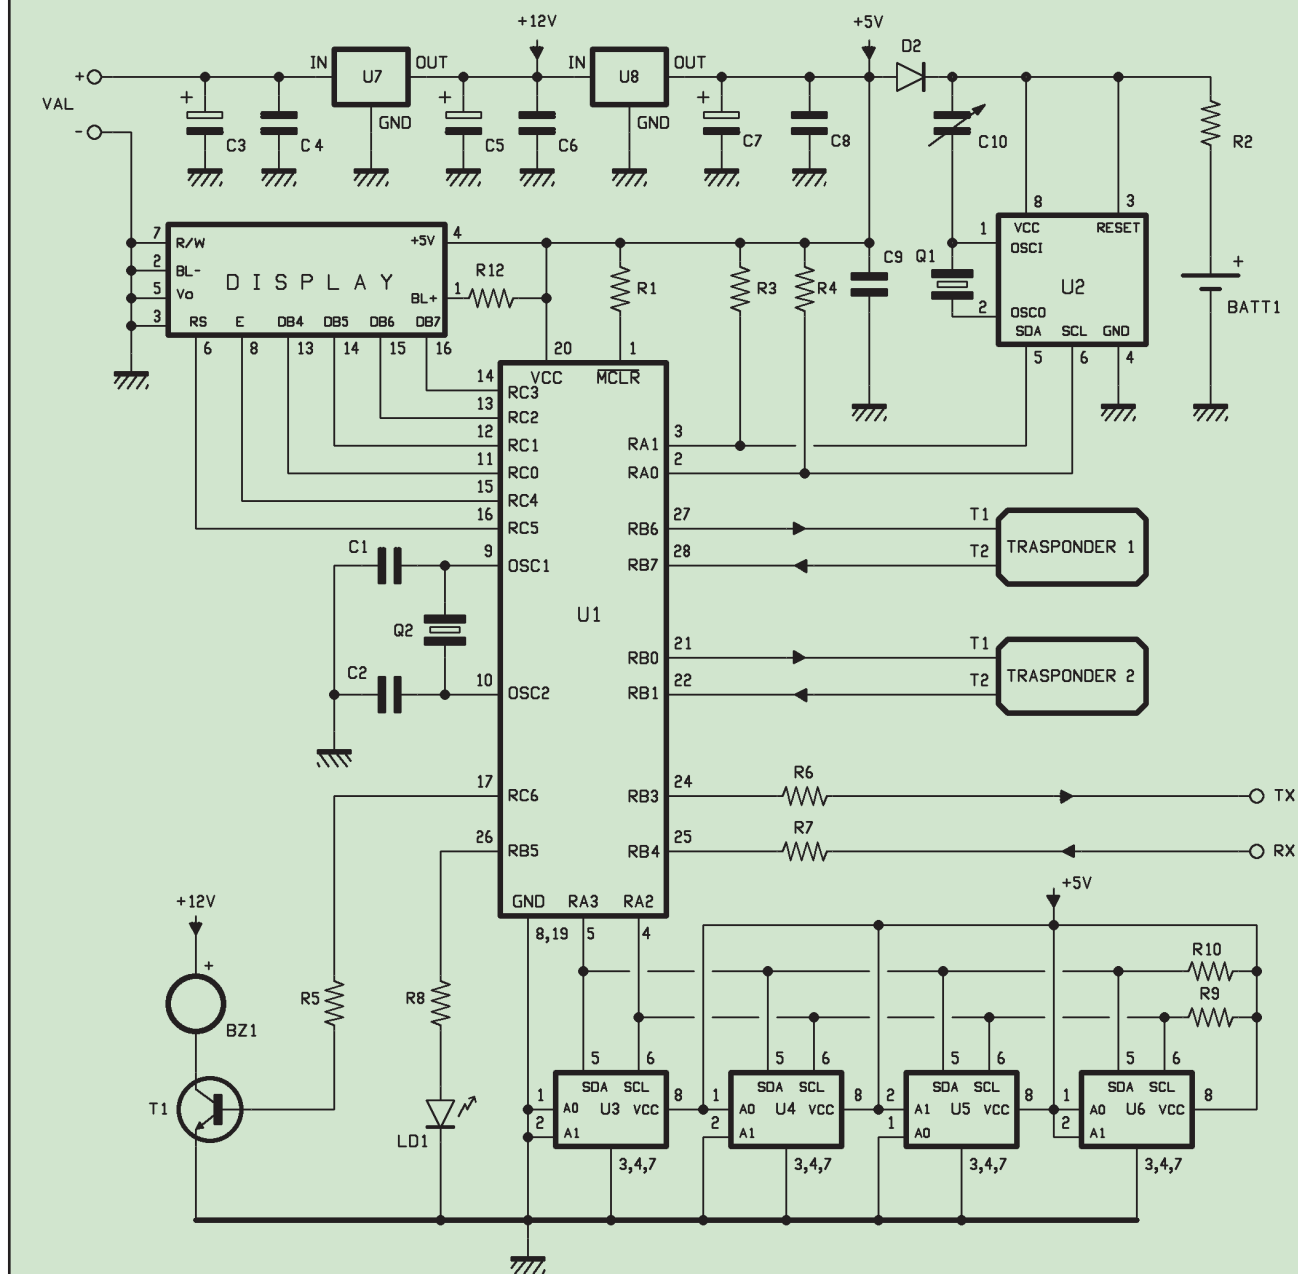 +12V
+5V
D2
+
IN
U7
OUT
IN
U8
OUT
VAL
+
+
+
GND
GND
-
C3
C4
C5
C6
C7
C8
C10
R2
8
3
7
R/W
+5V
4
1
VCC
RESET
OSCI
2
BL-
DISPLAY
R12
C9
Q1
+
5
Vo
BL+
1
R1
R3
R4
U2
BATT1
3
RS
E
DB4
DB5
DB6
DB7
2
OSCO
SDA
SCL
GND
6
8
13
14
15
16
20
1
5
6
4
14
VCC
MCLR
RC3
13
RC2
12
RC1
RA1
3
11
RC0
RA0
2
15
RC4
16
RC5
RB6
27
T1
TRASPONDER 1
C1
9
OSC1
RB7
28
T2
U1
Q2
RB0
21
T1
TRASPONDER 2
C2
10
OSC2
RB1
22
T2
17
RC6
RB3
24
R6
TX
26
RB5
RB4
25
R7
RX
+12V
GND
RA3
RA2
+5V
8,19
5
4
R10
+
R5
R8
R9
BZ1
5
6
5
6
5
6
5
6
SDA
SCL
SDA
SCL
SDA
SCL
SDA
SCL
T1
1
A0
U3
VCC
8
1
A0
U4
VCC
8
2
A1
U5
VCC
8
1
A0
U6
VCC
8
LD1
2
A1
2
A1
1
A0
2
A1
3,4,7
3,4,7
3,4,7
3,4,7